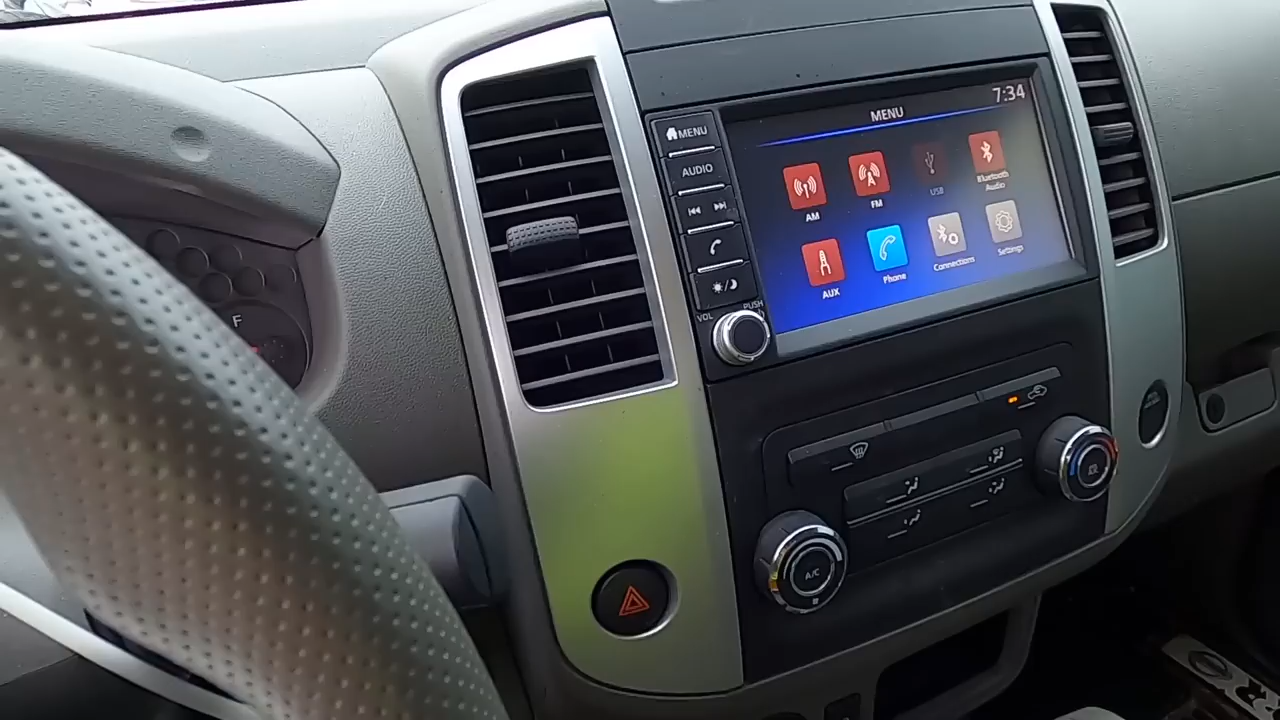 7:34
MENU
MENU
AUDIO
AM
FM
USB
Bluetooth
Audio
AUX
Phone
Connections
Settings
VOL
PUSH
F
A/C